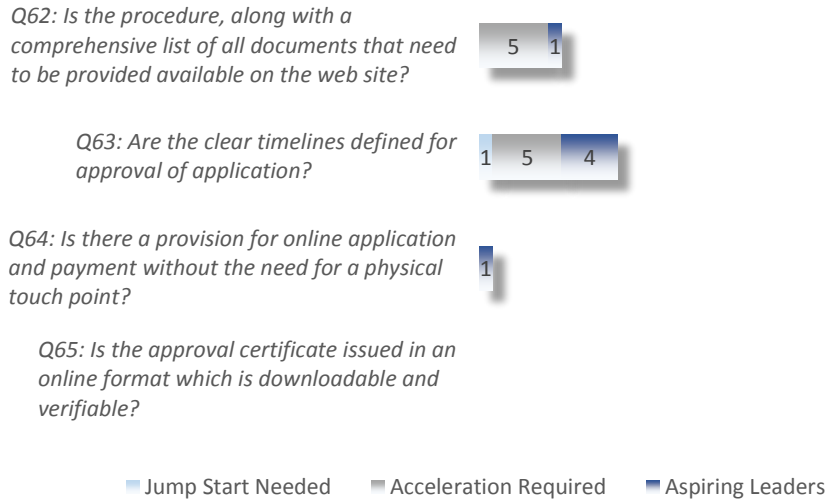 Q62: Is the procedure, along with a
comprehensive list of all documents that need
to be provided available on the web site?
5 1
Q63: Are the clear timelines defined for
approval of application?
1 5 4
Q64: Is there a provision for online application
and payment without the need for a physical
touch point?
1
Q65: Is the approval certificate issued in an
online format which is downloadable and
verifiable?
Jump Start Needed Acceleration Required Aspiring Leaders